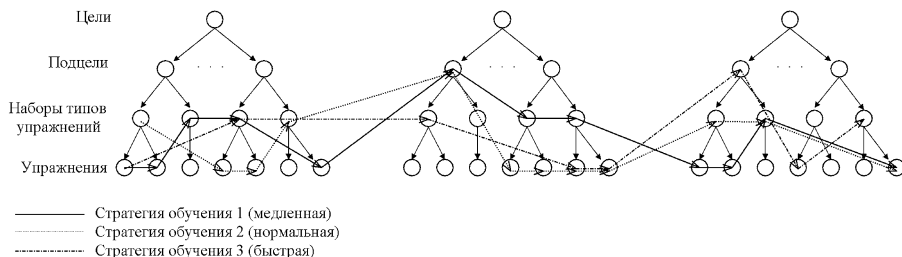 Цели
Подцели
. . .
. . .
. . .
Наборы типов
упражнений
Упражнения
Стратегия обучения 1 (медленная)
Стратегия обучения 2 (нормальная)
Стратегия обучения 3 (быстрая)